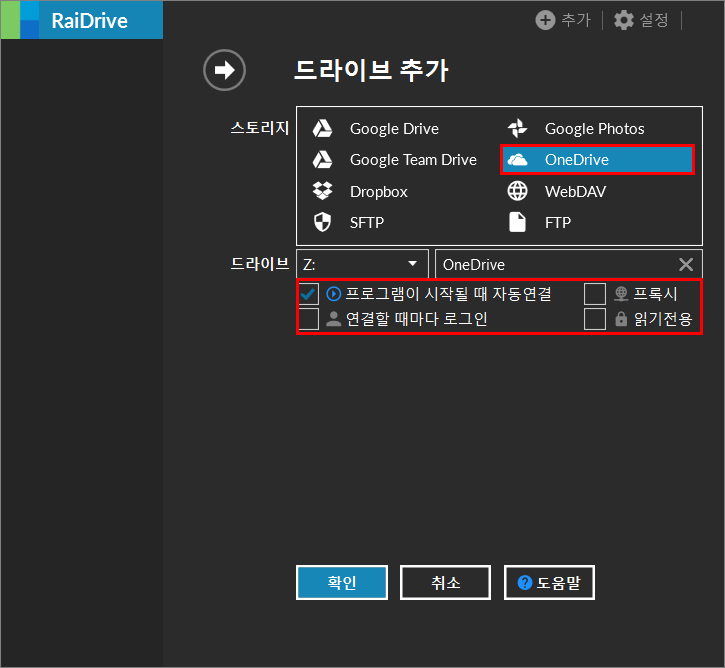 RaiDrive
추가
설정
드라이브 추가
스토리지
Google Drive
Google Photos
Google Team Drive
OneDrive
Dropbox
WebDAV
SFTP
FTP
드라이브
Z:
OneDrive
프로그램이 시작될 때 자동연결
프록시
연결할 때마다 로그인
읽기전용
확인
취소
? 도움말